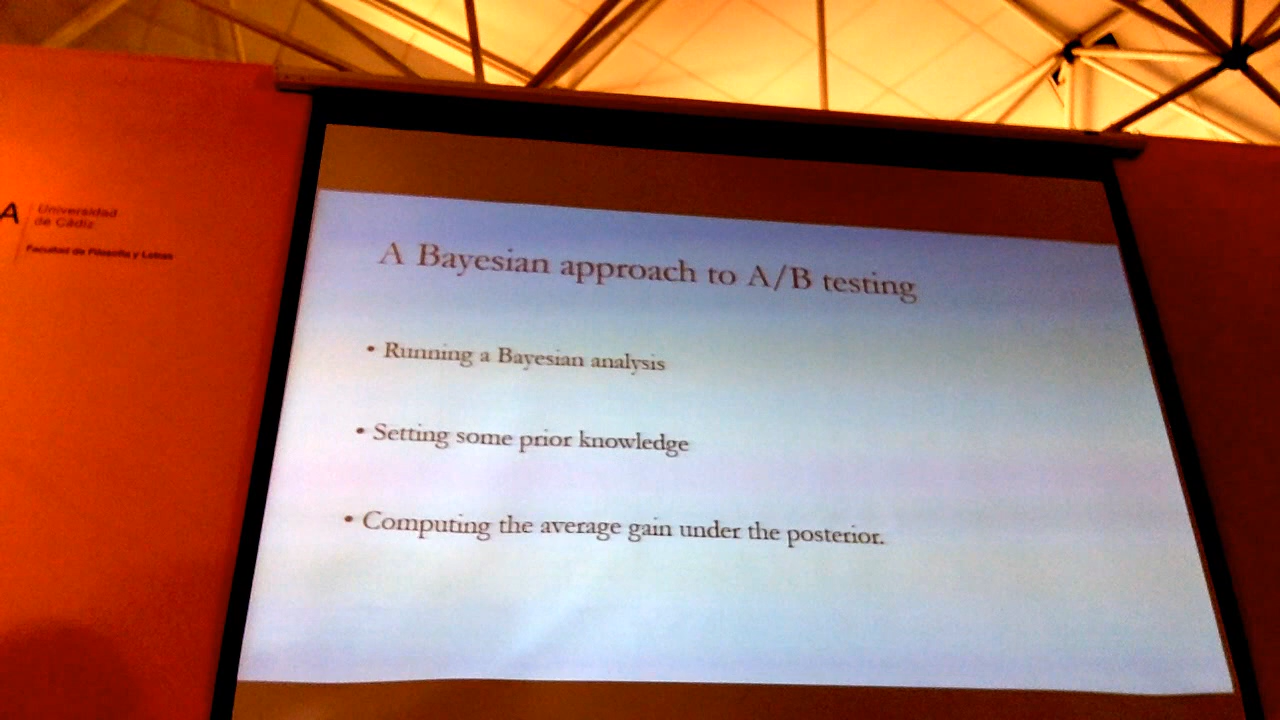 A
Universidad
de Cádiz
Facultad de Filosofía y Letras
A Bayesian approach to A/B testing
• Running a Bayesian analysis
• Setting some prior knowledge
• Computing the average gain under the posterior.